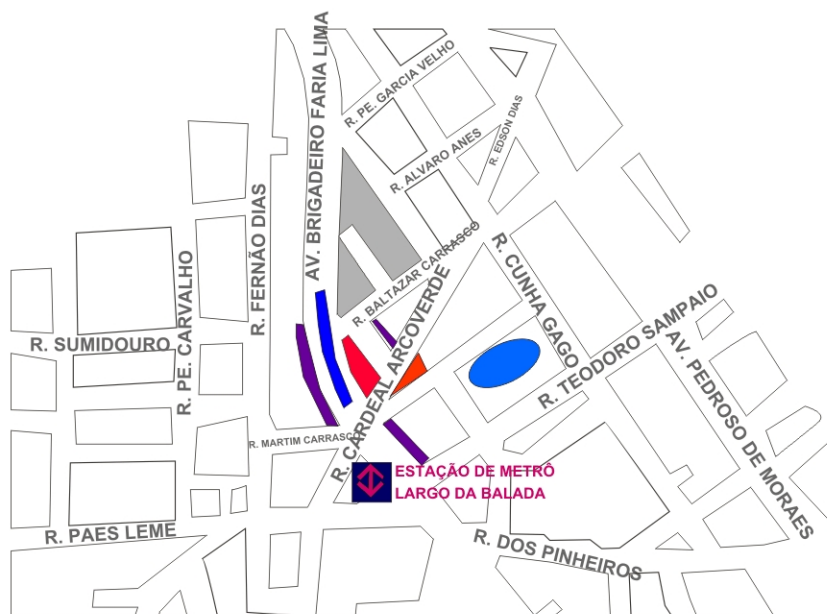 AV. BRIGADEIRO FARIA LIMA
R. PE. GARCIA VELHO
R. EDSON DIAS
R. ALVARO ANES
R. FERNÃO DIAS
R. BALTAZAR CARRASCO
R. CUNHA GAGO
R. PE. CARVALHO
R. SUMIDOURO
R. CARDEAL ARCOVERDE
R. TEODORO SAMPAIO
AV. PEDROSO DE MORAES
R. MARTIM CARRASCO
ESTAÇÃO DE METRÔ
LARGO DA BALADA
R. PAES LEME
R. DOS PINHEIROS